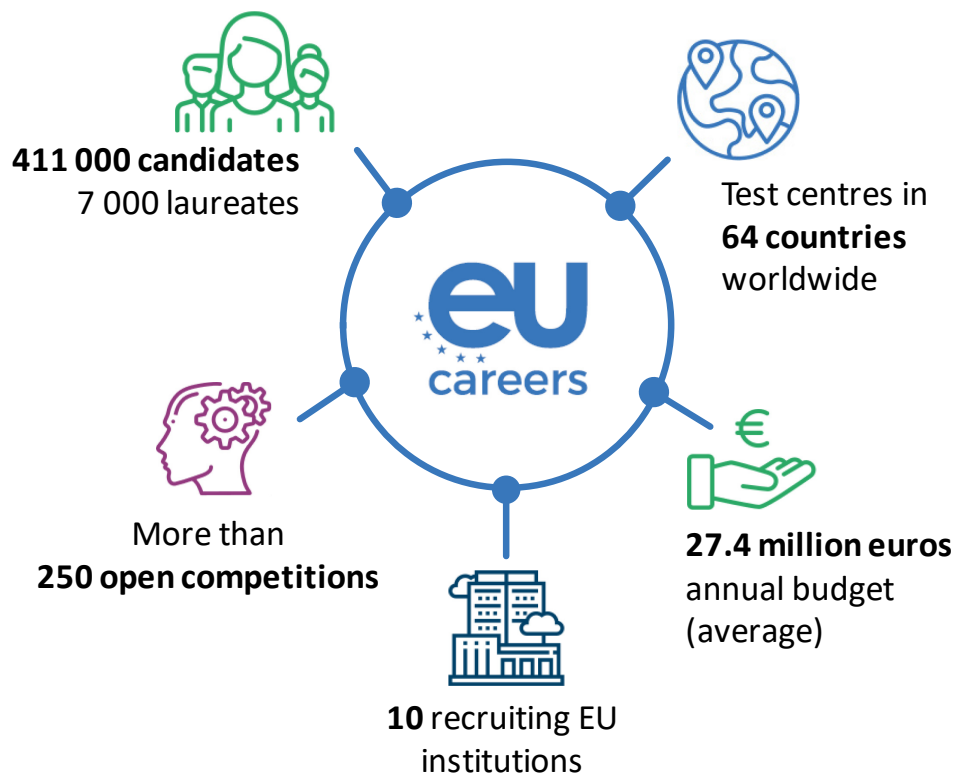 411 000 candidates
7 000 laureates
Test centres in
64 countries
worldwide
eu
careers
More than
250 open competitions
€
27.4 million euros
annual budget
(average)
10 recruiting EU
institutions